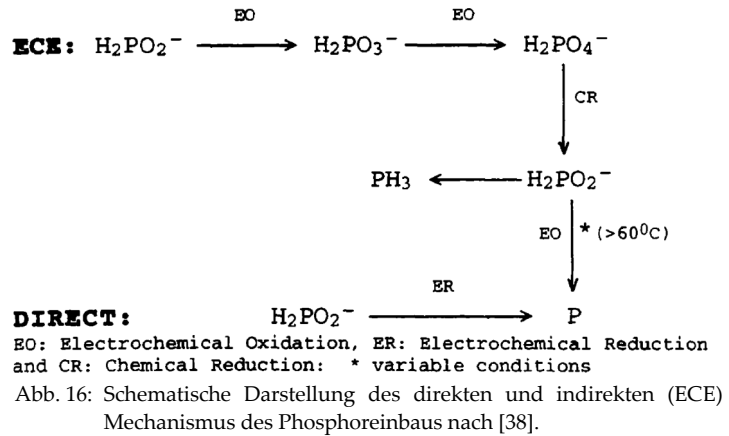 EO EO
ECE: H₂PO₂⁻ → H₂PO₃⁻ → H₂PO₄⁻
CR
PH₃ ← H₂PO₂⁻
EO * (>60⁰C)
ER
DIRECT: H₂PO₂⁻ → P
EO: Electrochemical Oxidation, ER: Electrochemical Reduction
and CR: Chemical Reduction: * variable conditions
Abb. 16: Schematische Darstellung des direkten und indirekten (ECE)
Mechanismus des Phosphoreinbaus nach [38].